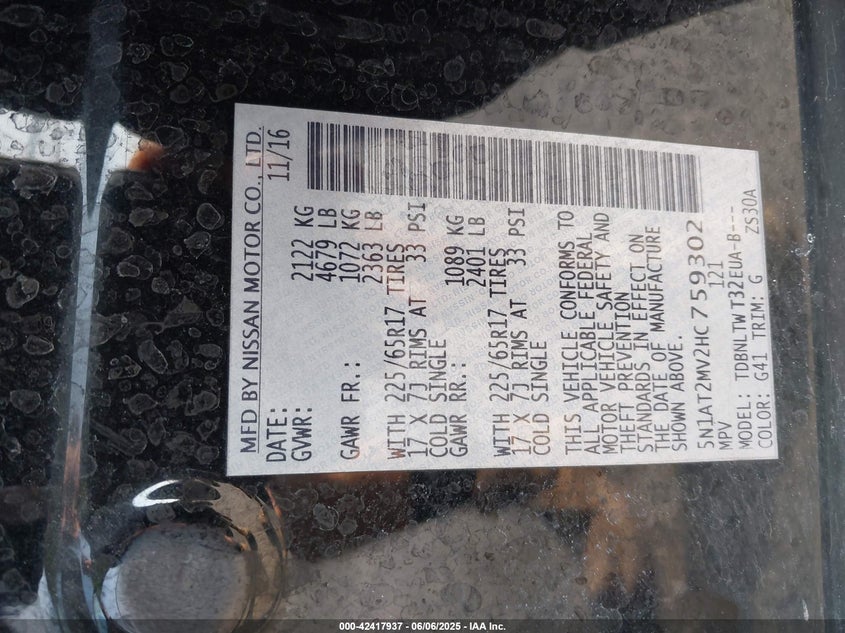 MFD BY NISSAN MOTOR CO., LTD.
DATE: 11/16
GVWR: 2122 KG
4679 LB
GAWR FR.: 1072 KG
2363 LB
WITH 225/65R17 TIRES
17 X 7J RIMS AT 33 PSI
COLD SINGLE
GAWR RR.: 1089 KG
2401 LB
WITH 225/65R17 TIRES
17 X 7J RIMS AT 33 PSI
COLD SINGLE
THIS VEHICLE CONFORMS TO
ALL APPLICABLE FEDERAL
MOTOR VEHICLE SAFETY AND
THEFT PREVENTION
STANDARDS IN EFFECT ON
THE DATE OF MANUFACTURE
SHOWN ABOVE.
5N1AT2MV2HC759302
MPV 121
MODEL: TDBNLTW T32EUA-B---
COLOR: G41 TRIM: G ZS30A
000-42417937 - 06/06/2025 - IAA Inc.